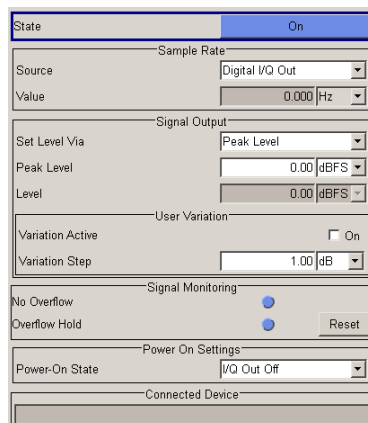 State On
Sample Rate
Source Digital I/Q Out
Value 0.000 Hz
Signal Output
Set Level Via Peak Level
Peak Level 0.00 dBFS
Level 0.00 dBFS
User Variation
Variation Active On
Variation Step 1.00 dB
Signal Monitoring
No Overflow
Overflow Hold Reset
Power On Settings
Power-On State I/Q Out Off
Connected Device